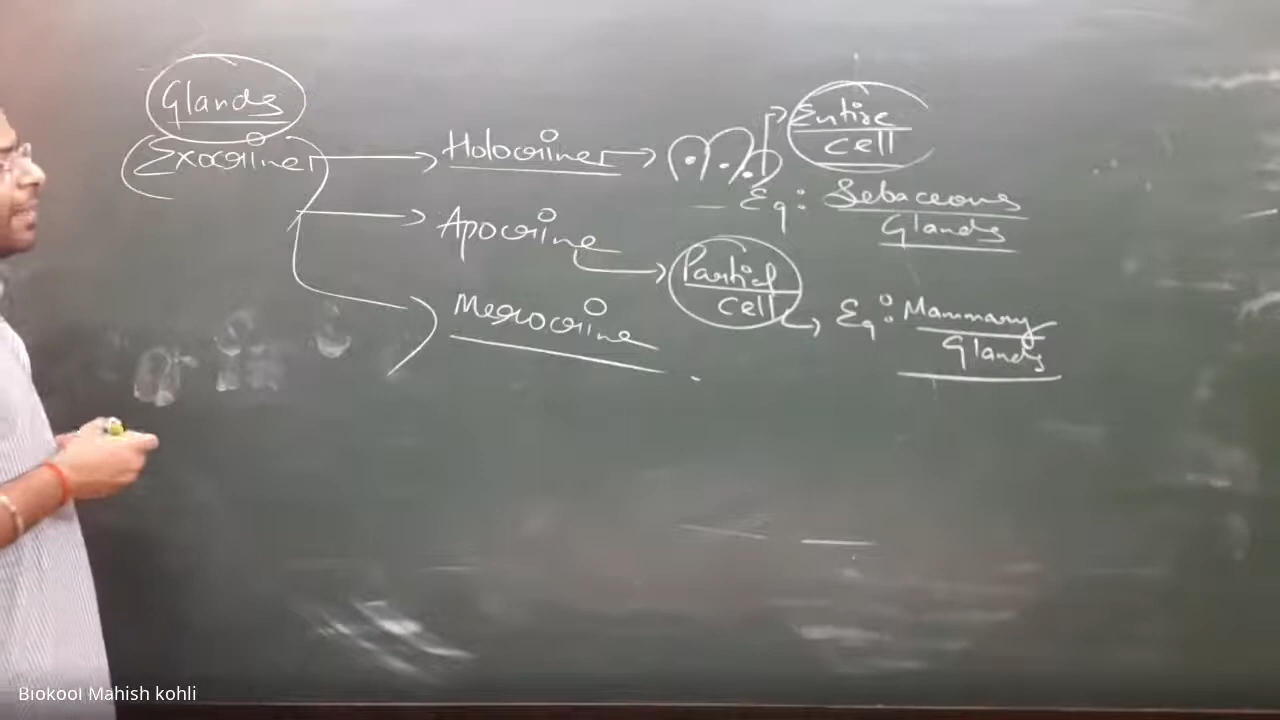 Glands
Exocrine
Holocrine
Entire
cell
Eg: Sebaceous
Glands
Apocrine
Partial
cell
Eg: Mammary
Glands
Merocrine
Biokool Mahish kohli